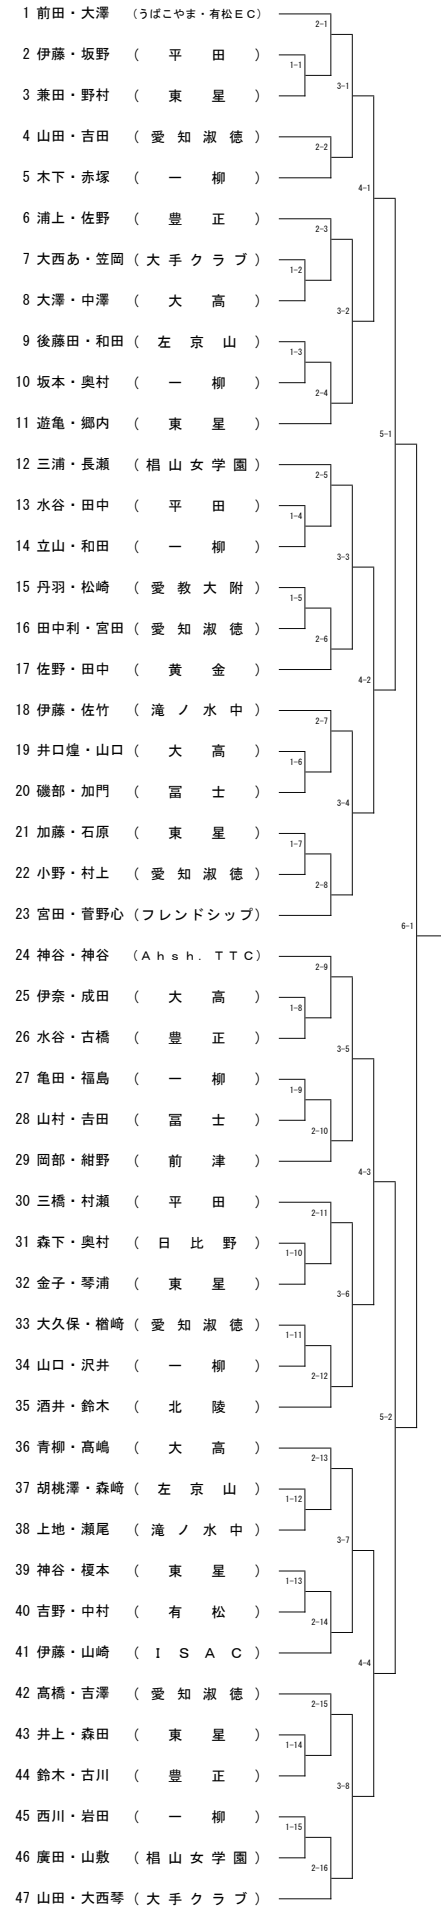 1 前田・大澤 (うばこやま・有松EC)
2 伊藤・坂野 (平田)
3 兼田・野村 (東星)
4 山田・吉田 (愛知淑徳)
5 木下・赤塚 (一柳)
6 浦上・佐野 (豊正)
7 大西あ・笠岡 (大手クラブ)
8 大澤・中澤 (大高)
9 後藤田・和田 (左京山)
10 坂本・奥村 (一柳)
11 遊亀・郷内 (東星)
12 三浦・長瀬 (椙山女学園)
13 水谷・田中 (平田)
14 立山・和田 (一柳)
15 丹羽・松崎 (愛教大附)
16 田中利・宮田 (愛知淑徳)
17 佐野・田中 (黄金)
18 伊藤・佐竹 (滝ノ水中)
19 井口煌・山口 (大高)
20 磯部・加門 (冨士)
21 加藤・石原 (東星)
22 小野・村上 (愛知淑徳)
23 宮田・菅野心 (フレンドシップ)
24 神谷・神谷 (Ahsh. TTC)
25 伊奈・成田 (大高)
26 水谷・古橋 (豊正)
27 亀田・福島 (一柳)
28 山村・𠮷田 (冨士)
29 岡部・紺野 (前津)
30 三橋・村瀬 (平田)
31 森下・奥村 (日比野)
32 金子・琴浦 (東星)
33 大久保・楢﨑 (愛知淑徳)
34 山口・沢井 (一柳)
35 酒井・鈴木 (北陵)
36 青柳・髙嶋 (大高)
37 胡桃澤・森﨑 (左京山)
38 上地・瀬尾 (滝ノ水中)
39 神谷・榎本 (東星)
40 吉野・中村 (有松)
41 伊藤・山崎 (ISAC)
42 髙橋・吉澤 (愛知淑徳)
43 井上・森田 (東星)
44 鈴木・古川 (豊正)
45 西川・岩田 (一柳)
46 廣田・山敷 (椙山女学園)
47 山田・大西琴 (大手クラブ)
1-1
1-2
1-3
1-4
1-5
1-6
1-7
1-8
1-9
1-10
1-11
1-12
1-13
1-14
1-15
2-1
2-2
2-3
2-4
2-5
2-6
2-7
2-8
2-9
2-10
2-11
2-12
2-13
2-14
2-15
2-16
3-1
3-2
3-3
3-4
3-5
3-6
3-7
3-8
4-1
4-2
4-3
4-4
5-1
5-2
6-1